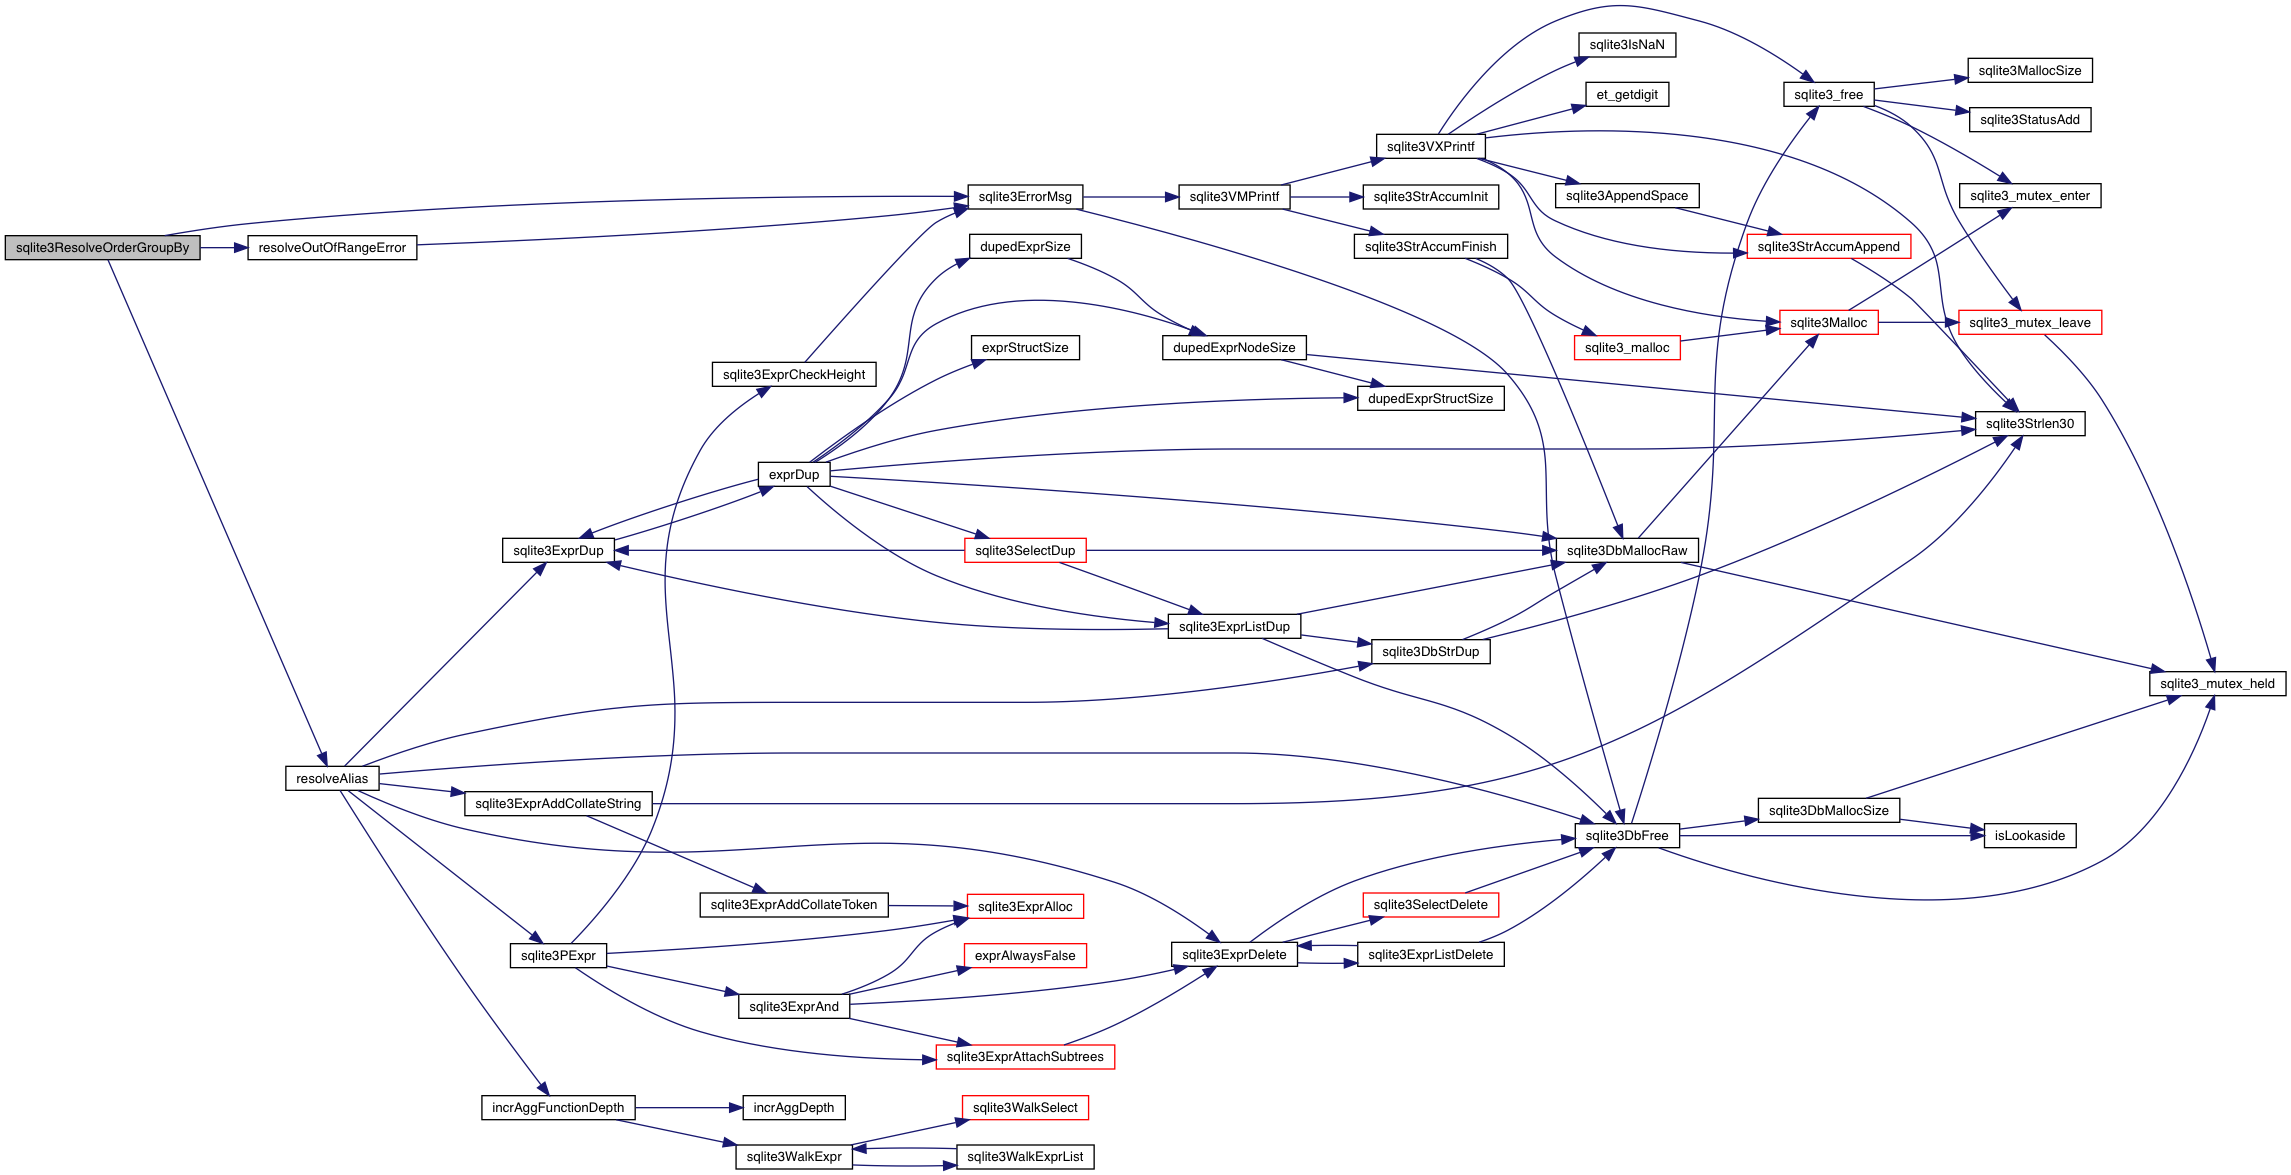 sqlite3ResolveOrderGroupBy
resolveOutOfRangeError
resolveAlias
sqlite3ExprDup
sqlite3ExprAddCollateString
sqlite3PExpr
incrAggFunctionDepth
sqlite3ExprCheckHeight
exprDup
sqlite3ExprAddCollateToken
sqlite3ExprAnd
incrAggDepth
sqlite3WalkExpr
sqlite3ErrorMsg
dupedExprSize
exprStructSize
sqlite3SelectDup
sqlite3ExprAlloc
exprAlwaysFalse
sqlite3ExprAttachSubtrees
sqlite3WalkSelect
sqlite3WalkExprList
sqlite3VMPrintf
dupedExprNodeSize
sqlite3ExprListDup
sqlite3ExprDelete
sqlite3VXPrintf
sqlite3StrAccumInit
sqlite3StrAccumFinish
dupedExprStructSize
sqlite3DbStrDup
sqlite3SelectDelete
sqlite3ExprListDelete
sqlite3IsNaN
et_getdigit
sqlite3AppendSpace
sqlite3_malloc
sqlite3DbMallocRaw
sqlite3DbFree
sqlite3_free
sqlite3StrAccumAppend
sqlite3Malloc
sqlite3DbMallocSize
sqlite3MallocSize
sqlite3StatusAdd
sqlite3_mutex_enter
sqlite3_mutex_leave
sqlite3Strlen30
isLookaside
sqlite3_mutex_held